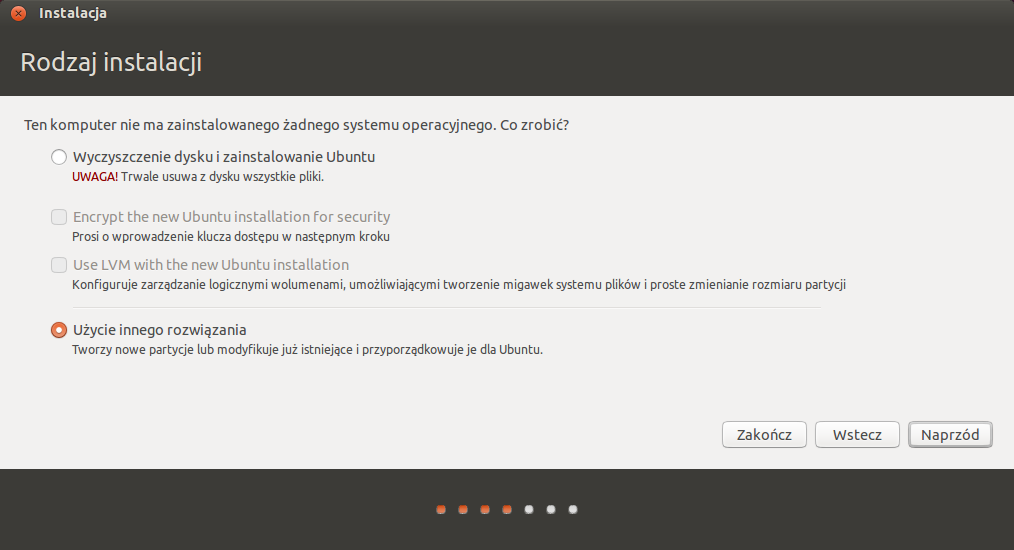 Instalacja
Rodzaj instalacji
Ten komputer nie ma zainstalowanego żadnego systemu operacyjnego. Co zrobić?
Wyczyszczenie dysku i zainstalowanie Ubuntu
UWAGA! Trwale usuwa z dysku wszystkie pliki.
Encrypt the new Ubuntu installation for security
Prosi o wprowadzenie klucza dostępu w następnym kroku
Use LVM with the new Ubuntu installation
Konfiguruje zarządzanie logicznymi wolumenami, umożliwiającymi tworzenie migawek systemu plików i proste zmienianie rozmiaru partycji
Użycie innego rozwiązania
Tworzy nowe partycje lub modyfikuje już istniejące i przyporządkowuje je dla Ubuntu.
Zakończ Wstecz Naprzód